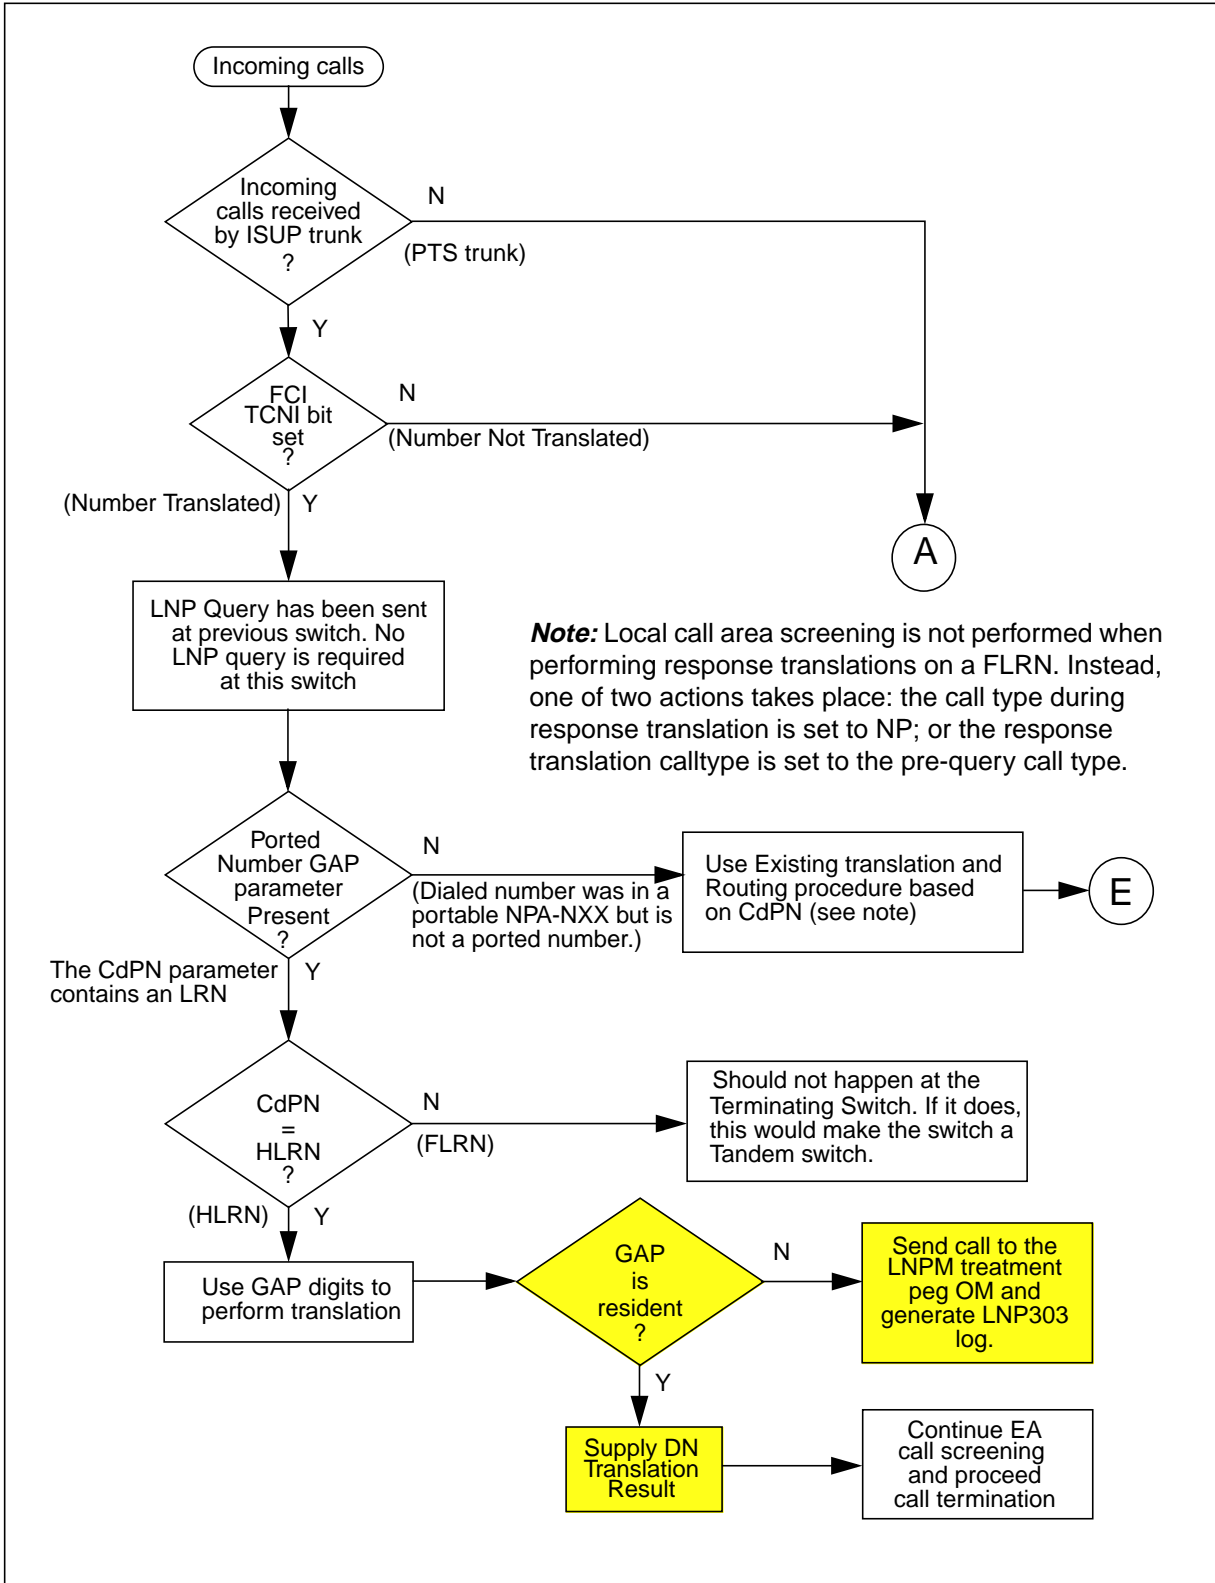 Incoming calls
Incoming
calls received
by ISUP trunk
?
N
(PTS trunk)
Y
FCI
TCNI bit
set
?
N
(Number Not Translated)
(Number Translated)
Y
A
LNP Query has been sent
at previous switch. No
LNP query is required
at this switch
Note: Local call area screening is not performed when
performing response translations on a FLRN. Instead,
one of two actions takes place: the call type during
response translation is set to NP; or the response
translation calltype is set to the pre-query call type.
Ported
Number GAP
parameter
Present
?
N
(Dialed number was in a
portable NPA-NXX but is
not a ported number.)
Use Existing translation and
Routing procedure based
on CdPN (see note)
E
The CdPN parameter
contains an LRN
Y
CdPN
=
HLRN
?
N
(FLRN)
Should not happen at the
Terminating Switch. If it does,
this would make the switch a
Tandem switch.
(HLRN)
Y
Use GAP digits to
perform translation
GAP
is
resident
?
N
Send call to the
LNPM treatment
peg OM and
generate LNP303
log.
Y
Supply DN
Translation
Result
Continue EA
call screening
and proceed
call termination